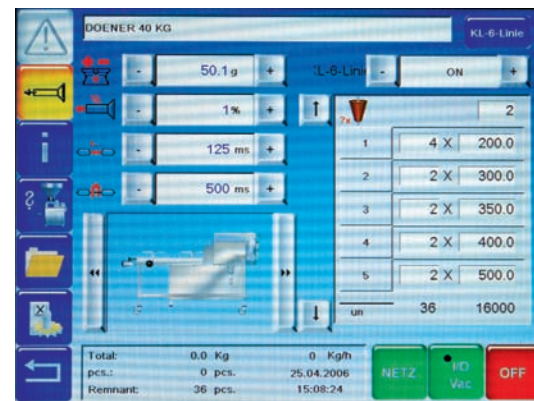 DOENER 40 KG
KL-6-Linie
- 50.1 g + L-6-Linie - ON +
- 1% + 2x 2
- 125 ms + 1 4 X 200.0
2 2 X 300.0
- 500 ms + 3 2 X 350.0
4 2 X 400.0
5 2 X 500.0
un 36 16000
Total: 0.0 Kg 0 Kg/h
pcs.: 0 pcs. 25.04.2006
Remnant: 36 pcs. 15:08:24
NETZ I/O Vac OFF